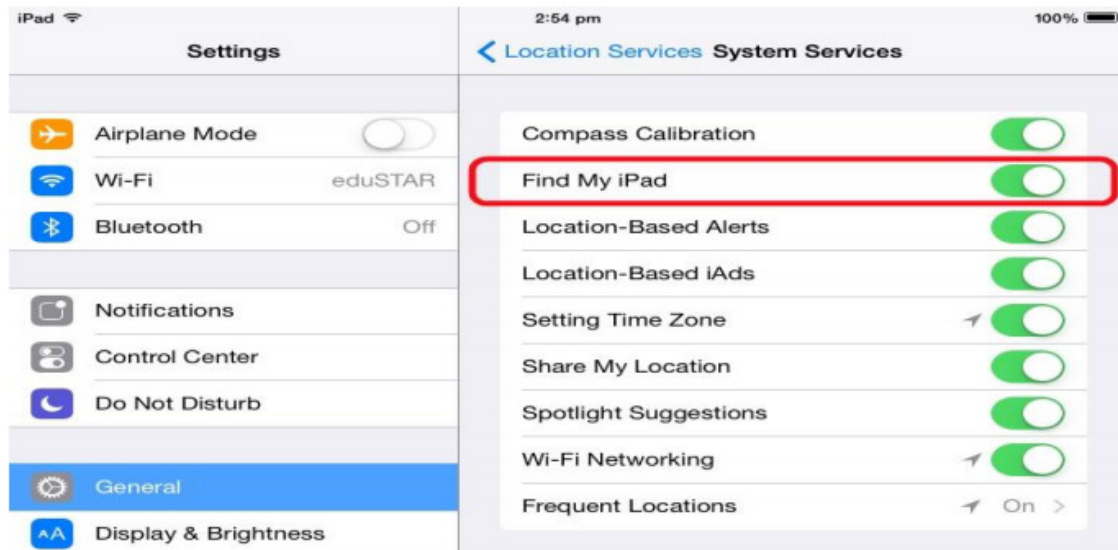 iPad
2:54 pm
100%
Settings
Location Services System Services
Airplane Mode
Wi-Fi eduSTAR
Bluetooth Off
Notifications
Control Center
Do Not Disturb
General
AA Display & Brightness
Compass Calibration
Find My iPad
Location-Based Alerts
Location-Based iAds
Setting Time Zone
Share My Location
Spotlight Suggestions
Wi-Fi Networking
Frequent Locations On